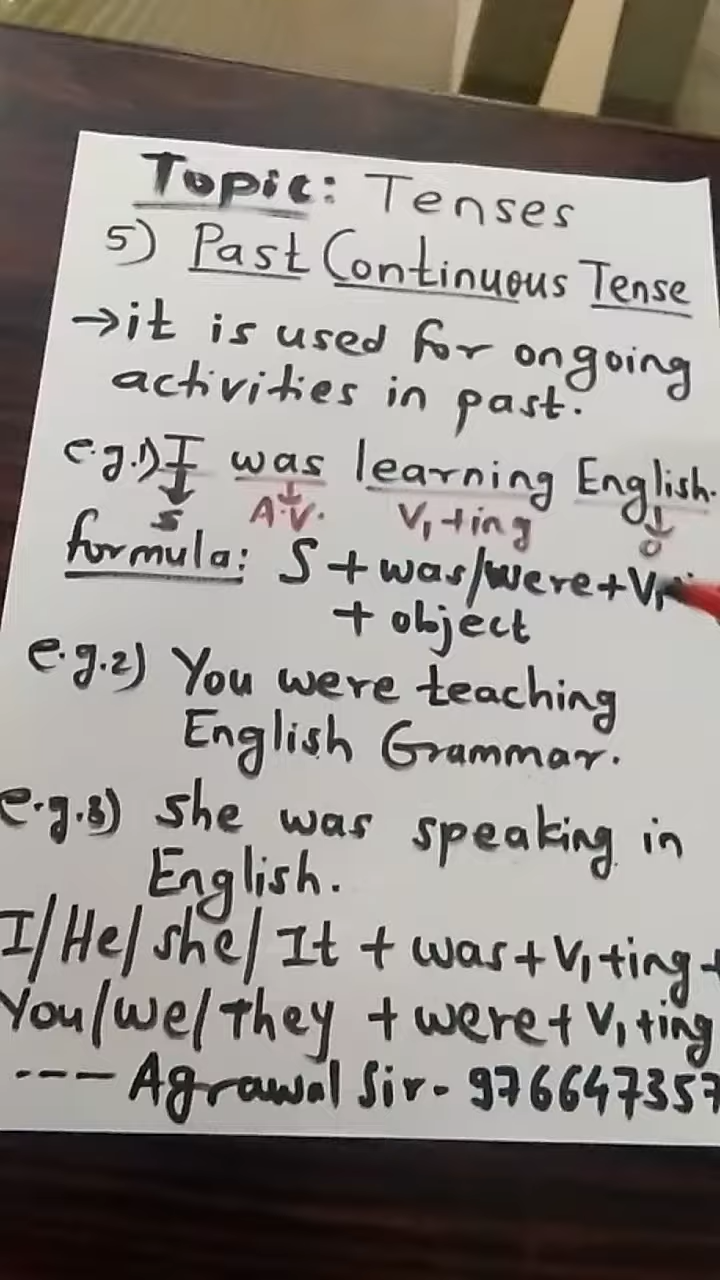 Topic: Tenses
5) Past Continuous Tense
→ it is used for ongoing
activities in past.
e.g.1) I was learning English.
S A.V. V1+ing O
formula: S + was/were + V1
+ object
e.g.2) You were teaching
English Grammar.
e.g.3) She was speaking in
English.
I/He/she/It + was + V1+ing +
You/we/They + were + V1+ing
---- Agrawal Sir- 976647357